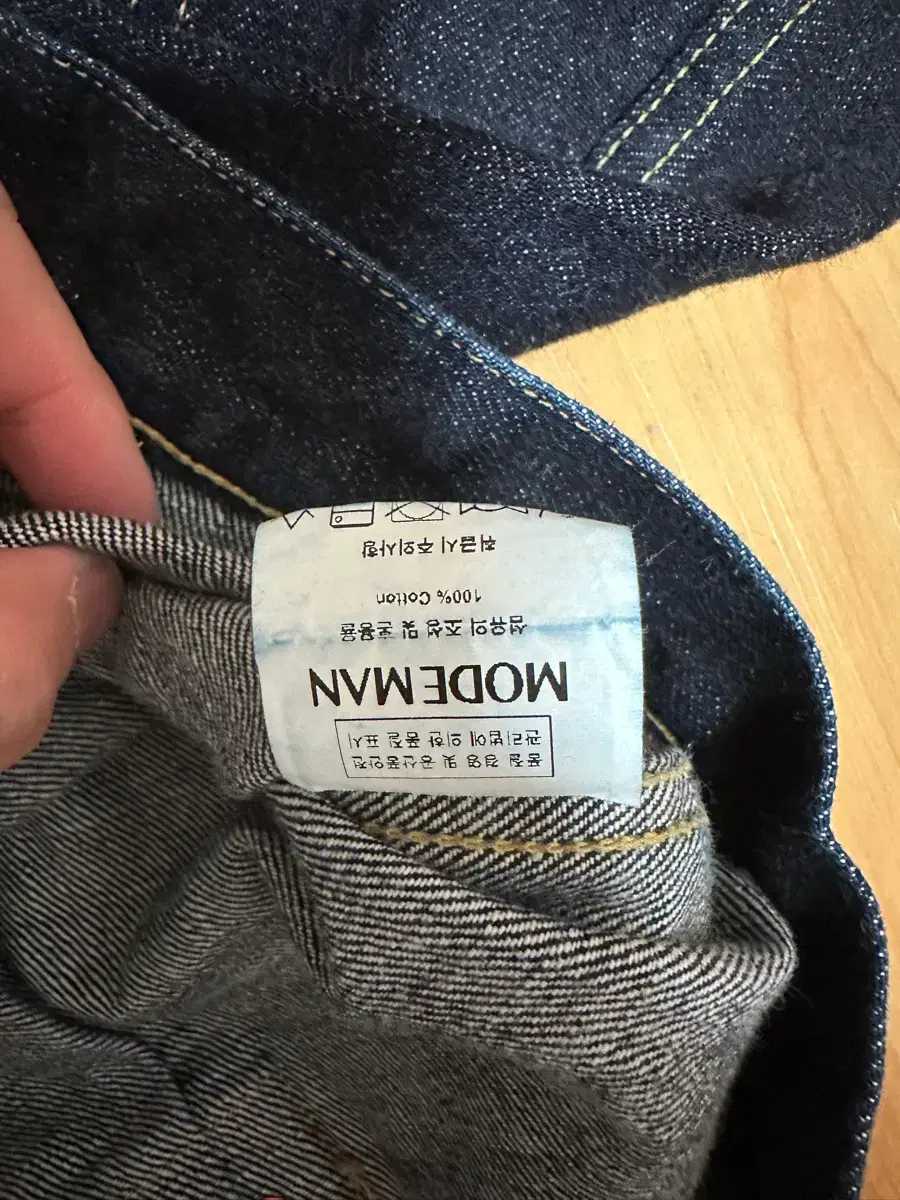 품질 경영 및 공산품안전
관리법에 의한 품질 표시
MODEMAN
섬유의 조성 및 혼용율
100% Cotton
취급시 주의사항